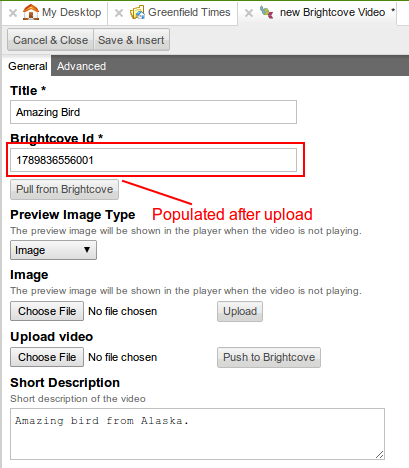 My Desktop Greenfield Times new Brightcove Video *
Cancel & Close Save & Insert
General Advanced
Title *
Amazing Bird
Brightcove Id *
1789836556001
Pull from Brightcove
Populated after upload
Preview Image Type
The preview image will be shown in the player when the video is not playing.
Image
Image
The preview image will be shown in the player when the video is not playing.
Choose File No file chosen Upload
Upload video
Choose File No file chosen Push to Brightcove
Short Description
Short description of the video
Amazing bird from Alaska.